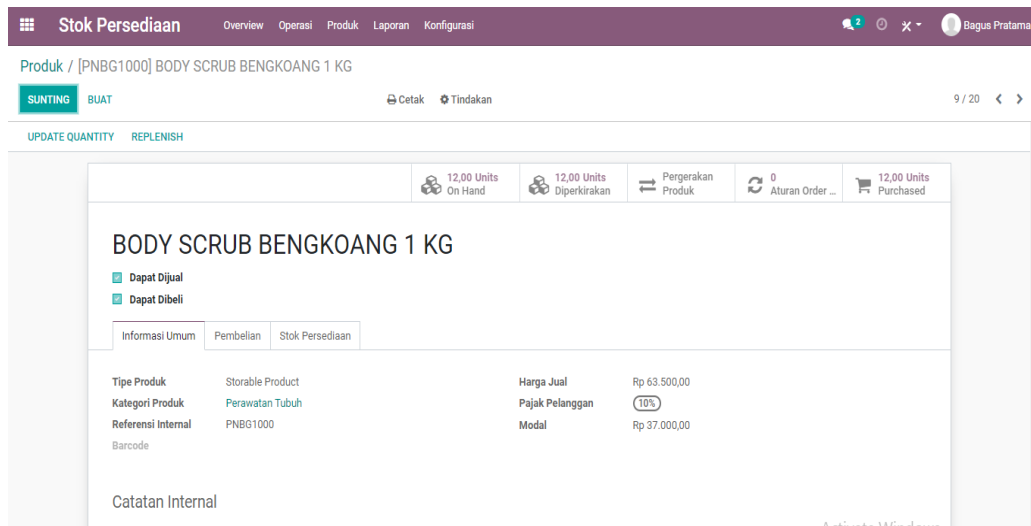 Stok Persediaan Overview Operasi Produk Laporan Konfigurasi 2 Bagus Pratama
Produk / [PNBG1000] BODY SCRUB BENGKOANG 1 KG
SUNTING BUAT Cetak Tindakan 9 / 20
UPDATE QUANTITY REPLENISH
12,00 Units 12,00 Units Pergerakan 0 12,00 Units
On Hand Diperkirakan Produk Aturan Order ... Purchased
BODY SCRUB BENGKOANG 1 KG
Dapat Dijual
Dapat Dibeli
Informasi Umum Pembelian Stok Persediaan
Tipe Produk Storable Product Harga Jual Rp 63.500,00
Kategori Produk Perawatan Tubuh Pajak Pelanggan 10%
Referensi Internal PNBG1000 Modal Rp 37.000,00
Barcode
Catatan Internal
Activate Windows